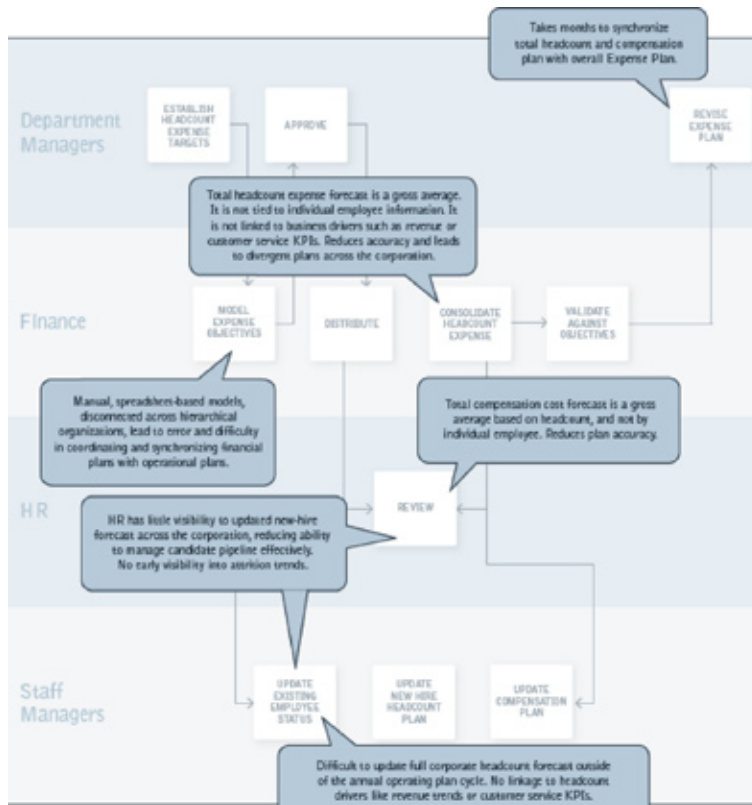 Takes months to synchronize
total headcount and compensation
plan with overall Expense Plan.
Department
Managers
ESTABLISH
HEADCOUNT
EXPENSE
TARGETS
APPROVE
REVISE
EXPENSE
PLAN
Total headcount expense forecast is a gross average.
It is not tied to individual employee information. It
is not linked to business drivers such as revenue or
customer service KPIs. Reduces accuracy and leads
to divergent plans across the corporation.
Finance
MODEL
EXPENSE
OBJECTIVES
DISTRIBUTE
CONSOLIDATE
HEADCOUNT
EXPENSE
VALIDATE
AGAINST
OBJECTIVES
Manual, spreadsheet-based models,
disconnected across hierarchical
organizations, lead to error and difficulty
in coordinating and synchronizing financial
plans with operational plans.
Total compensation cost forecast is a gross
average based on headcount, and not by
individual employee. Reduces plan accuracy.
HR
REVIEW
HR has little visibility to updated new-hire
forecast across the corporation, reducing ability
to manage candidate pipeline effectively.
No early visibility into attrition trends.
Staff
Managers
UPDATE
EXISTING
EMPLOYEE
STATUS
UPDATE
NEW HIRE
HEADCOUNT
PLAN
UPDATE
COMPENSATION
PLAN
Difficult to update full corporate headcount forecast outside
of the annual operating plan cycle. No linkage to headcount
drivers like revenue trends or customer service KPIs.